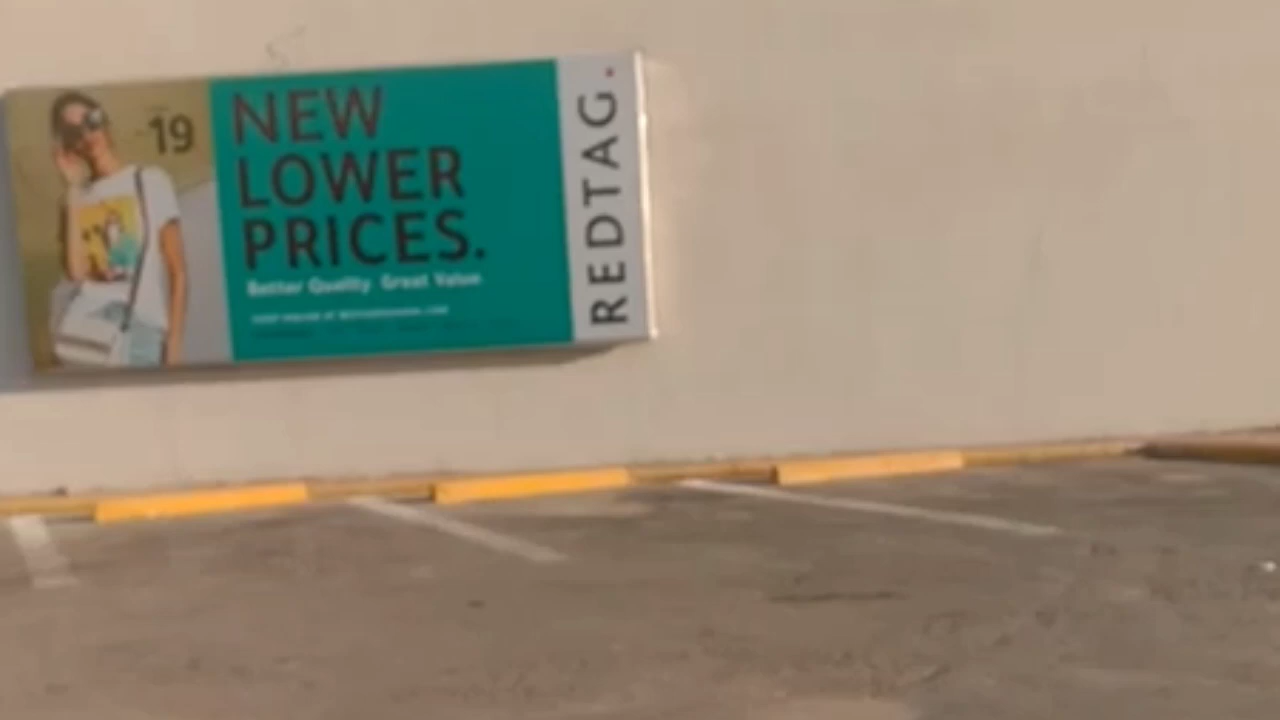 19
NEW
LOWER
PRICES.
Better Quality. Great Value.
REDTAG.